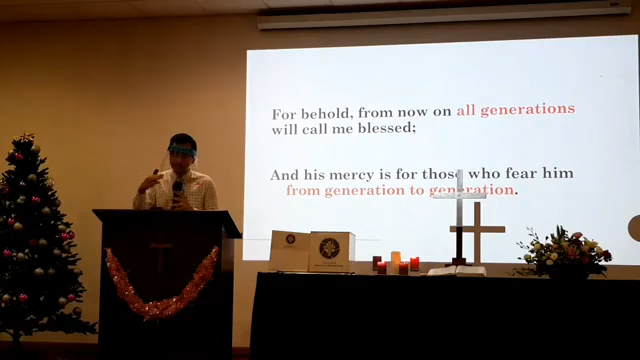 For behold, from now on all generations
will call me blessed;
And his mercy is for those who fear him
from generation to generation.